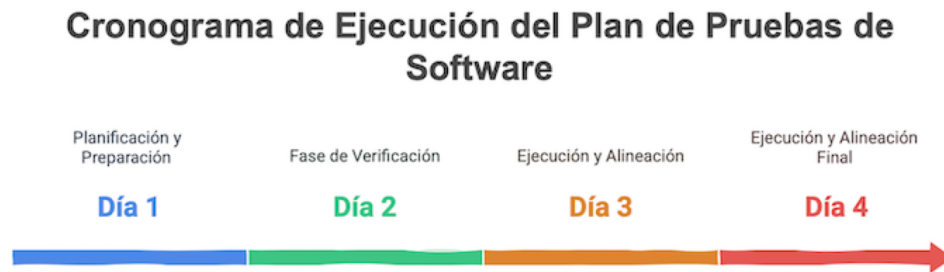 Cronograma de Ejecución del Plan de Pruebas de
Software
Planificación y
Preparación
Día 1
Fase de Verificación
Día 2
Ejecución y Alineación
Día 3
Ejecución y Alineación
Final
Día 4